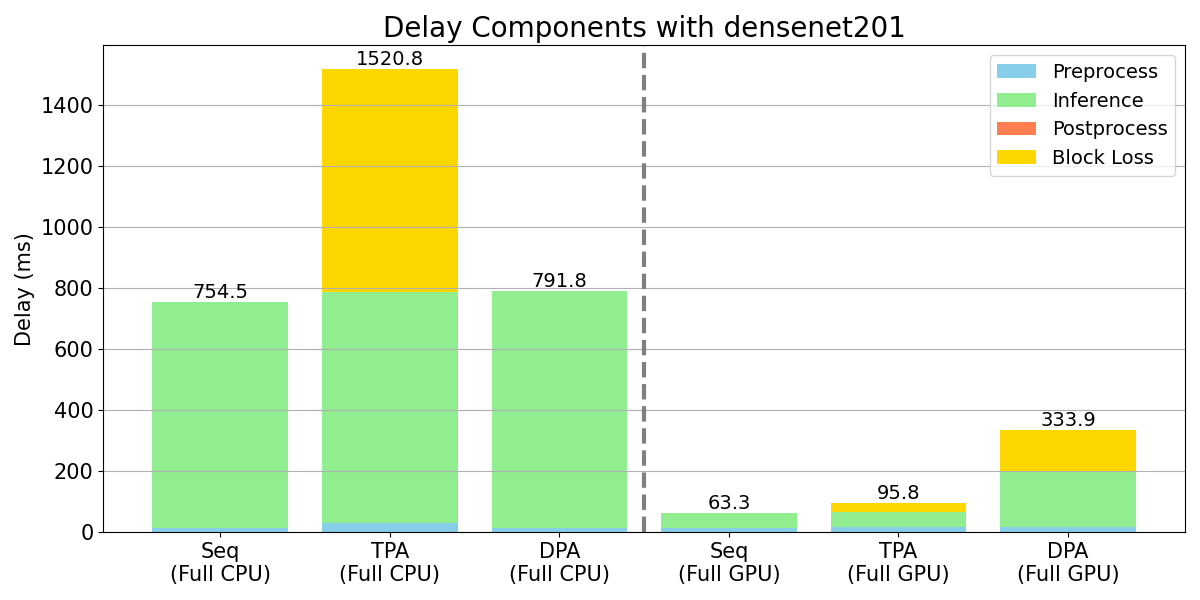 Delay Components with densenet201
1520.8
754.5
791.8
63.3
95.8
333.9
Preprocess
Inference
Postprocess
Block Loss
Delay (ms)
1400
1200
1000
800
600
400
200
0
Seq
(Full CPU)
TPA
(Full CPU)
DPA
(Full CPU)
Seq
(Full GPU)
TPA
(Full GPU)
DPA
(Full GPU)